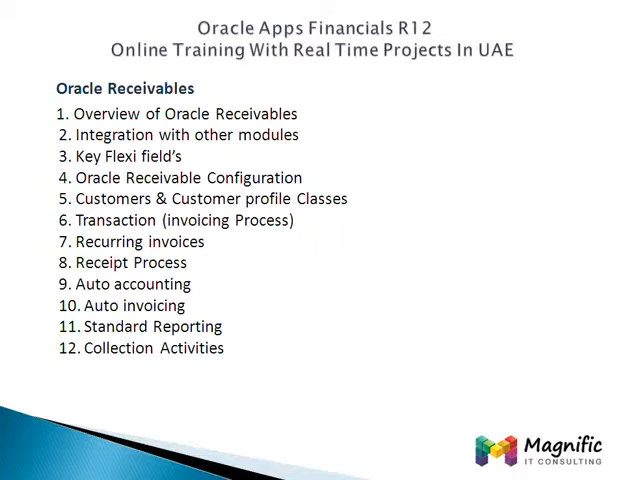 Oracle Apps Financials R12
Online Training With Real Time Projects In UAE
Oracle Receivables
1. Overview of Oracle Receivables
2. Integration with other modules
3. Key Flexi field's
4. Oracle Receivable Configuration
5. Customers & Customer profile Classes
6. Transaction (invoicing Process)
7. Recurring invoices
8. Receipt Process
9. Auto accounting
10. Auto invoicing
11. Standard Reporting
12. Collection Activities
Magnific
IT CONSULTING